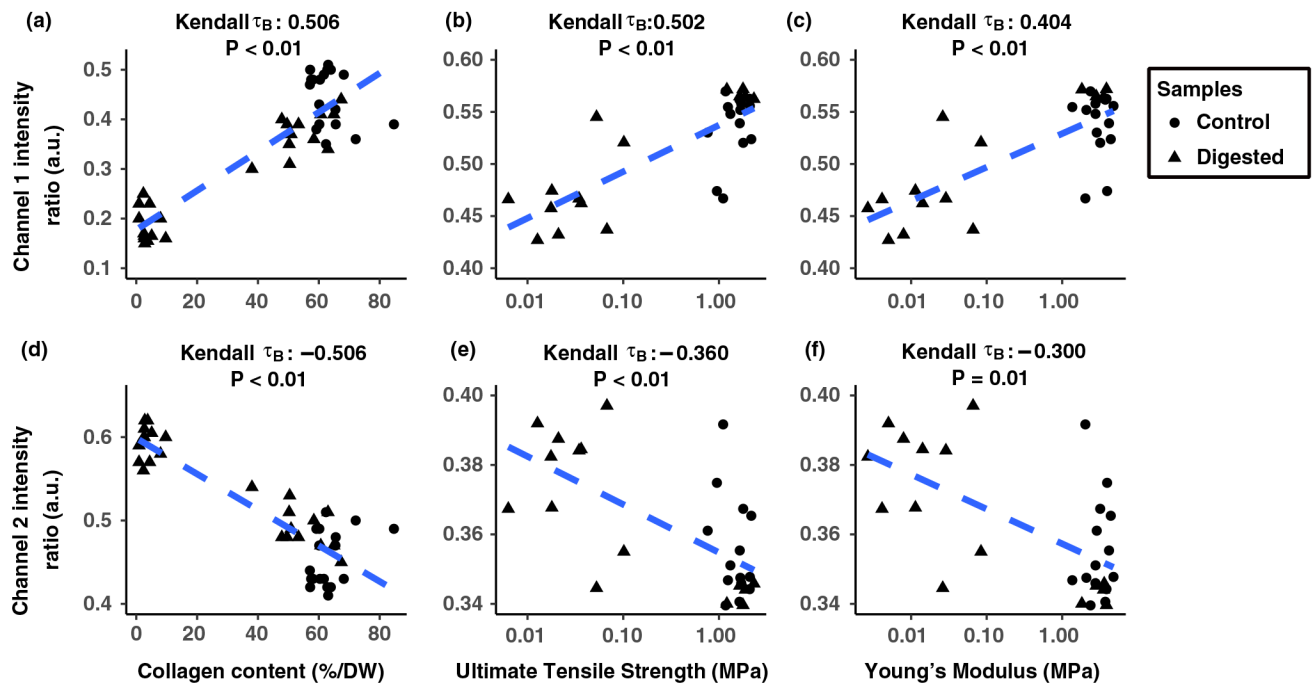 (a) Kendall τB: 0.506
P < 0.01
(b) Kendall τB:0.502
P < 0.01
(c) Kendall τB: 0.404
P < 0.01
Channel 1 intensity
ratio (a.u.)
0.5
0.4
0.3
0.2
0.1
0 20 40 60 80
0.60
0.55
0.50
0.45
0.40
0.01 0.10 1.00
0.60
0.55
0.50
0.45
0.40
0.01 0.10 1.00
Samples
Control
Digested
(d) Kendall τB: −0.506
P < 0.01
(e) Kendall τB:−0.360
P < 0.01
(f) Kendall τB:−0.300
P = 0.01
Channel 2 intensity
ratio (a.u.)
0.6
0.5
0.4
0 20 40 60 80
Collagen content (%/DW)
0.40
0.38
0.36
0.34
0.01 0.10 1.00
Ultimate Tensile Strength (MPa)
0.40
0.38
0.36
0.34
0.01 0.10 1.00
Young's Modulus (MPa)